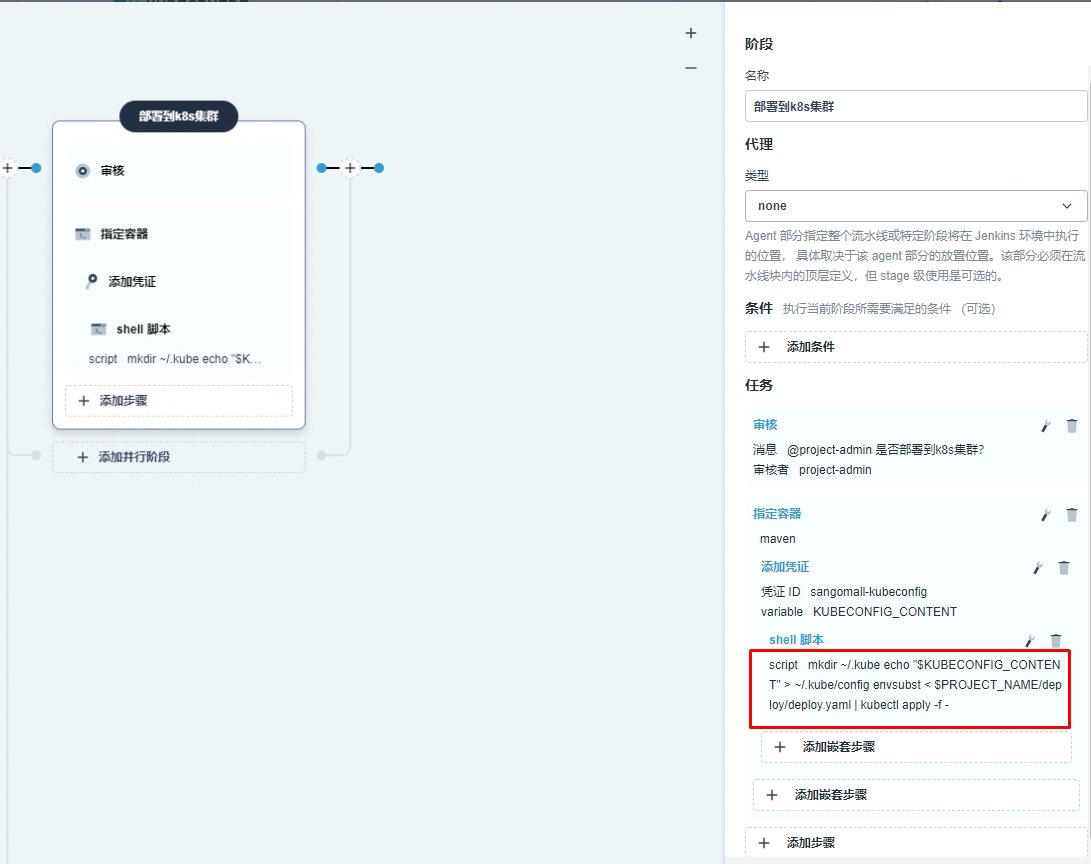 部署到k8s集群
审核
指定容器
添加凭证
shell 脚本
script mkdir ~/.kube echo "$K...
添加步骤
添加并行阶段
阶段
名称
部署到k8s集群
代理
类型
none
Agent 部分指定整个流水线或特定阶段将在 Jenkins 环境中执行
的位置， 具体取决于该 agent 部分的放置位置。该部分必须在流
水线块内的顶层定义，但 stage 级使用是可选的。
条件 执行当前阶段所需要满足的条件 （可选）
添加条件
任务
审核
消息 @project-admin 是否部署到k8s集群?
审核者 project-admin
指定容器
maven
添加凭证
凭证 ID sangomall-kubeconfig
variable KUBECONFIG_CONTENT
shell 脚本
script mkdir ~/.kube echo "$KUBECONFIG_CONTEN
T" > ~/.kube/config envsubst < $PROJECT_NAME/dep
loy/deploy.yaml | kubectl apply -f -
添加嵌套步骤
添加嵌套步骤
添加步骤